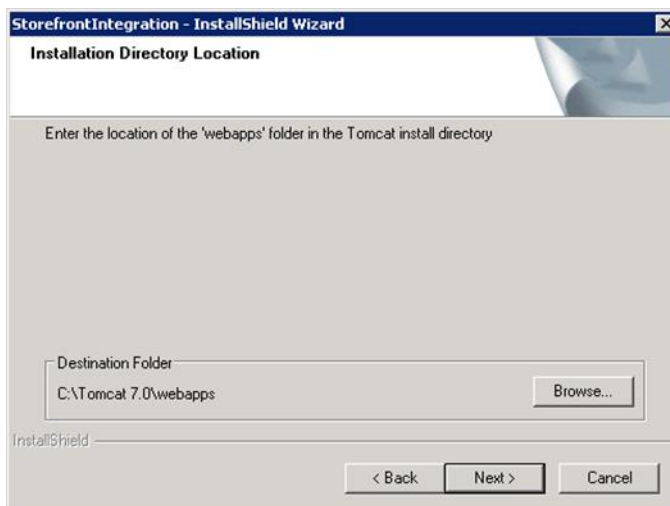 StorefrontIntegration - InstallShield Wizard
Installation Directory Location
Enter the location of the 'webapps' folder in the Tomcat install directory
Destination Folder
C:\Tomcat 7.0\webapps
Browse...
InstallShield
< Back Next > Cancel